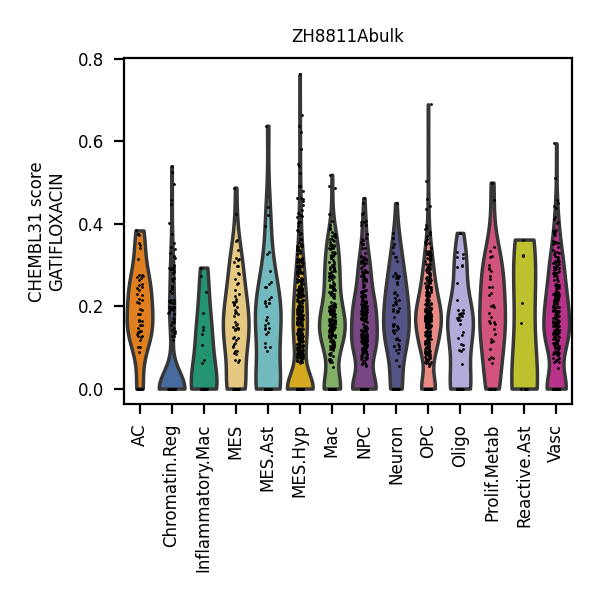 ZH8811Abulk
CHEMBL31 score
GATIFLOXACIN
0.8
0.6
0.4
0.2
0.0
AC
Chromatin.Reg
Inflammatory.Mac
MES
MES.Ast
MES.Hyp
Mac
NPC
Neuron
OPC
Oligo
Prolif.Metab
Reactive.Ast
Vasc